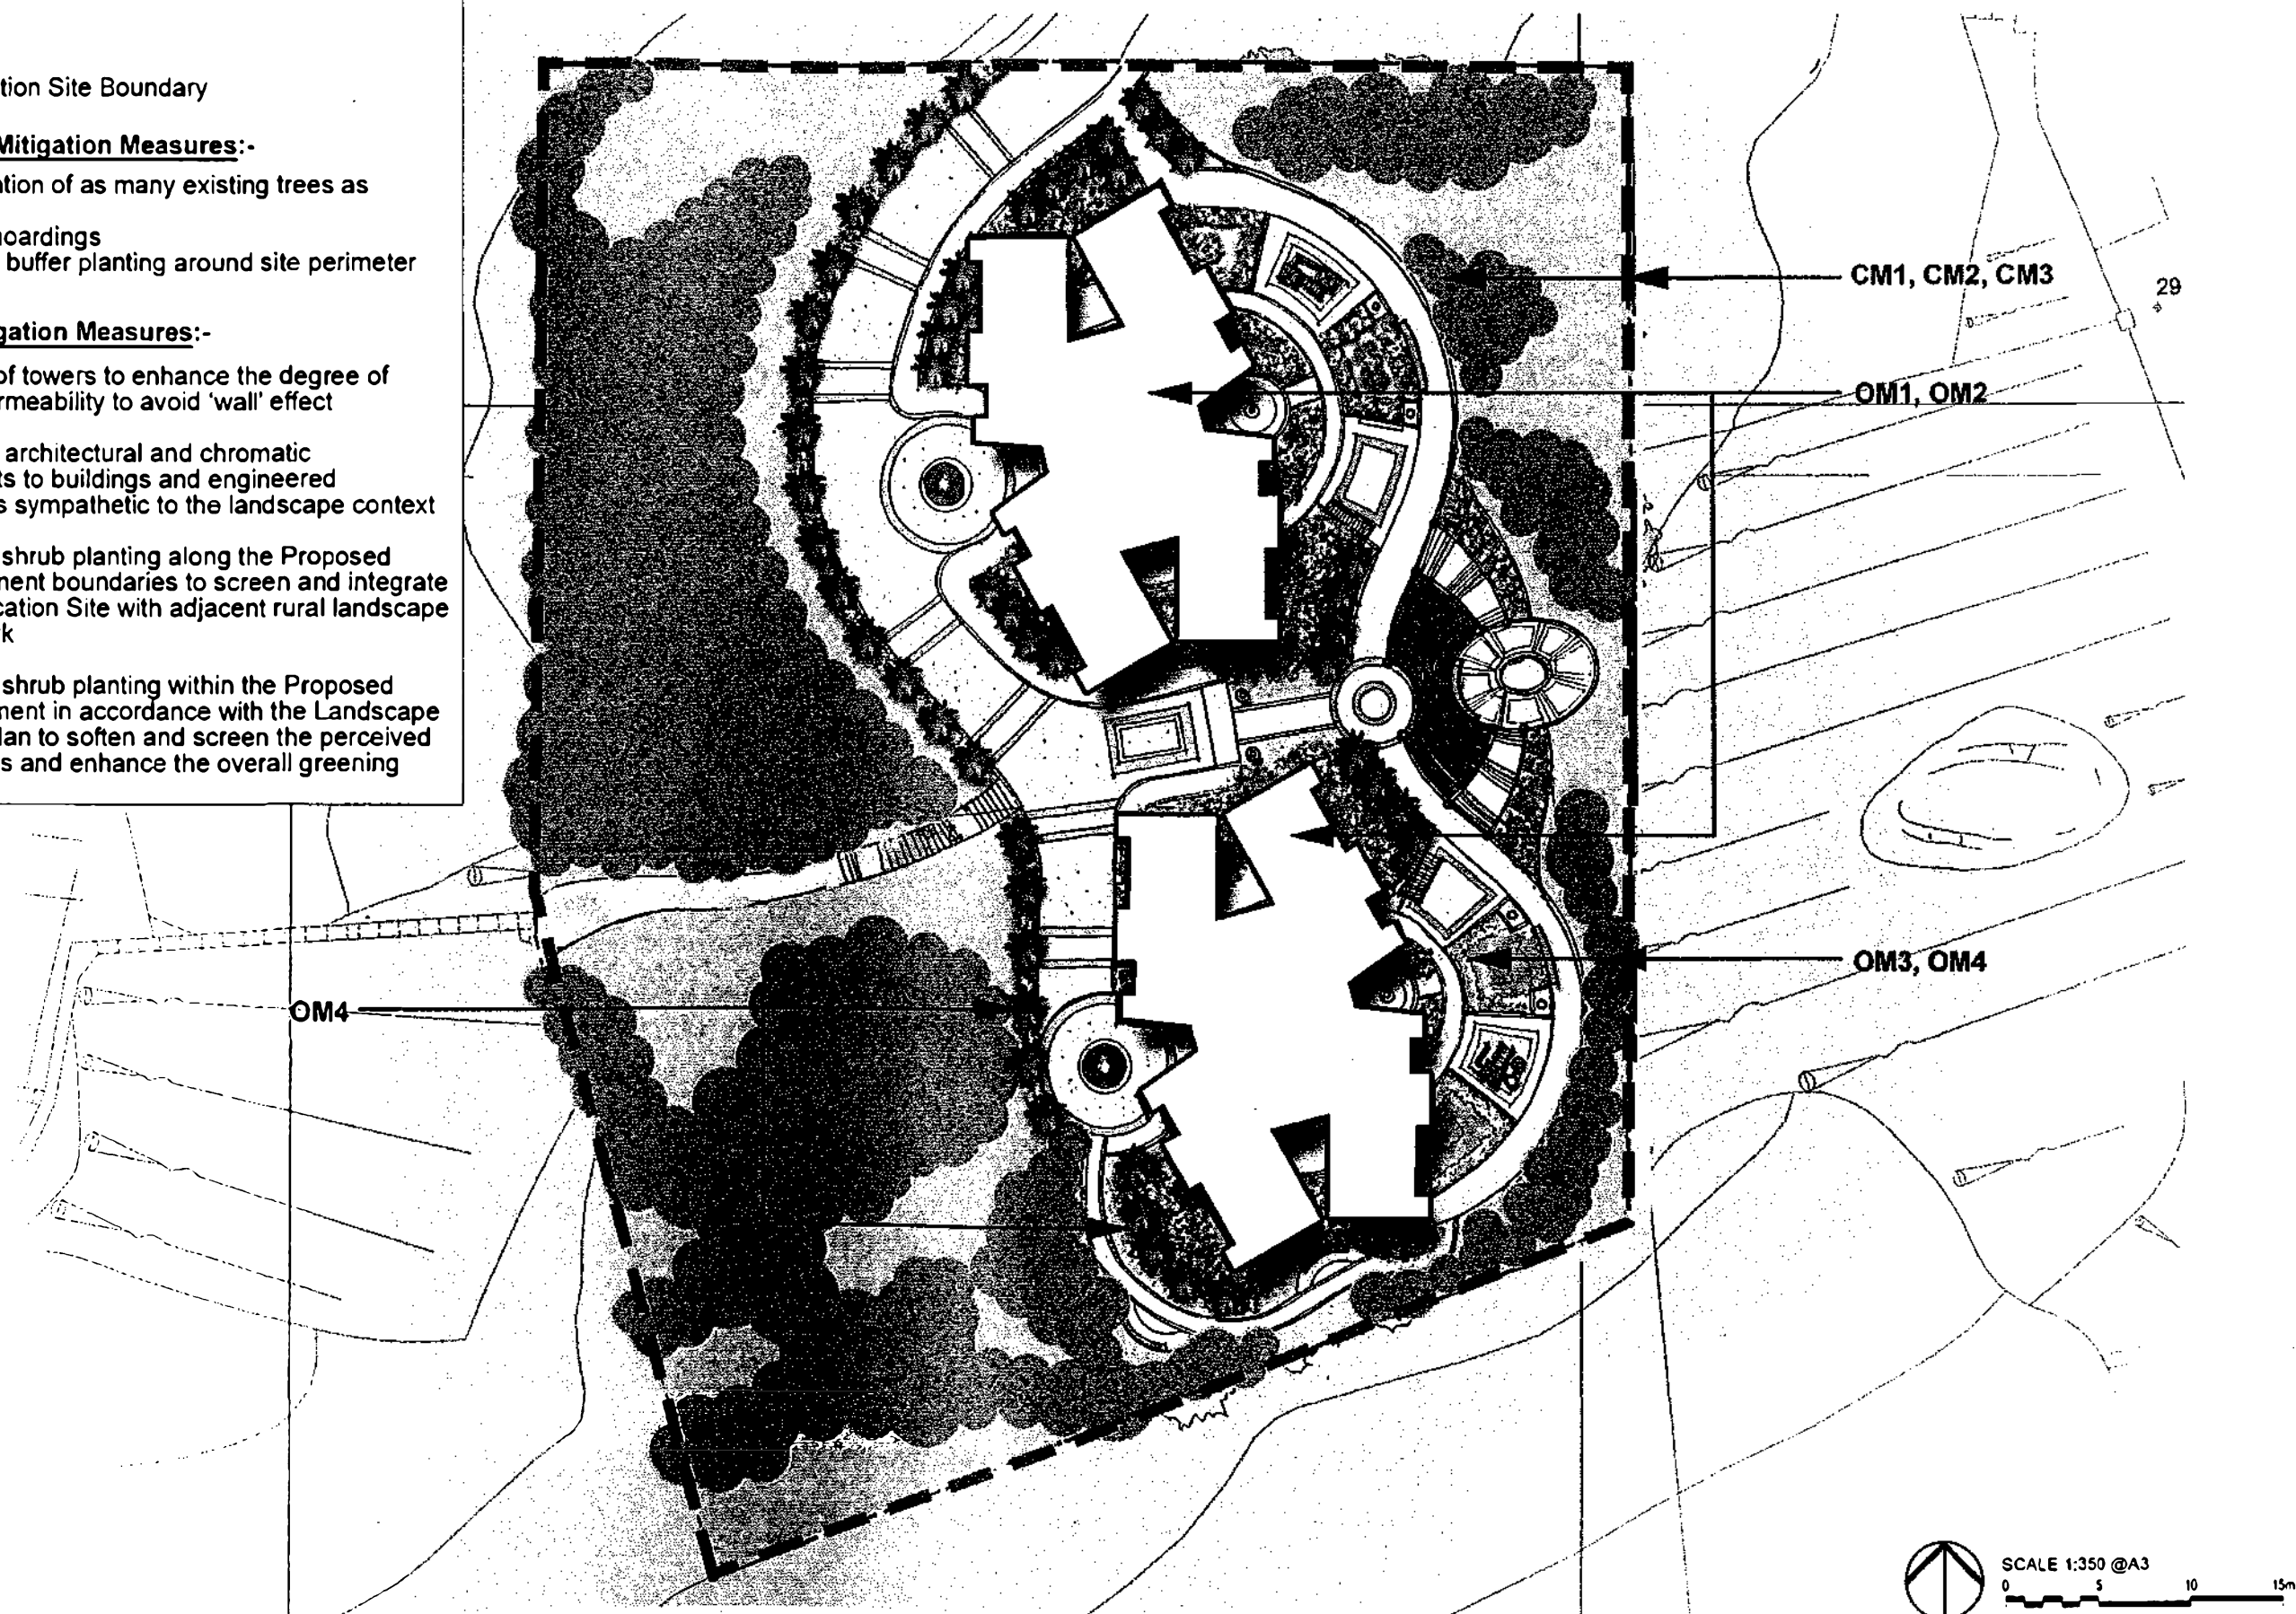 tion Site Boundary
Mitigation Measures:-
tion of as many existing trees as
oardings
buffer planting around site perimeter
gation Measures:-
of towers to enhance the degree of
rmeability to avoid 'wall' effect
architectural and chromatic
ts to buildings and engineered
s sympathetic to the landscape context
shrub planting along the Proposed
nent boundaries to screen and integrate
cation Site with adjacent rural landscape
k
shrub planting within the Proposed
nent in accordance with the Landscape
lan to soften and screen the perceived
s and enhance the overall greening
CM1, CM2, CM3
29
OM1, OM2
OM3, OM4
OM4
SCALE 1:350 @A3
0 5 10 15m